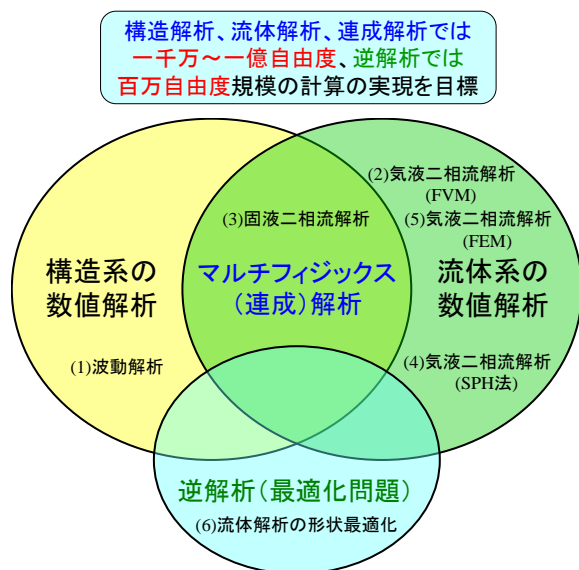 構造解析、流体解析、連成解析では
一千万～一億自由度、逆解析では
百万自由度規模の計算の実現を目標
(2)気液二相流解析
(FVM)
(3)固液二相流解析
(5)気液二相流解析
(FEM)
構造系の
数値解析
マルチフィジックス
(連成)解析
流体系の
数値解析
(1)波動解析
(4)気液二相流解析
(SPH法)
逆解析(最適化問題)
(6)流体解析の形状最適化